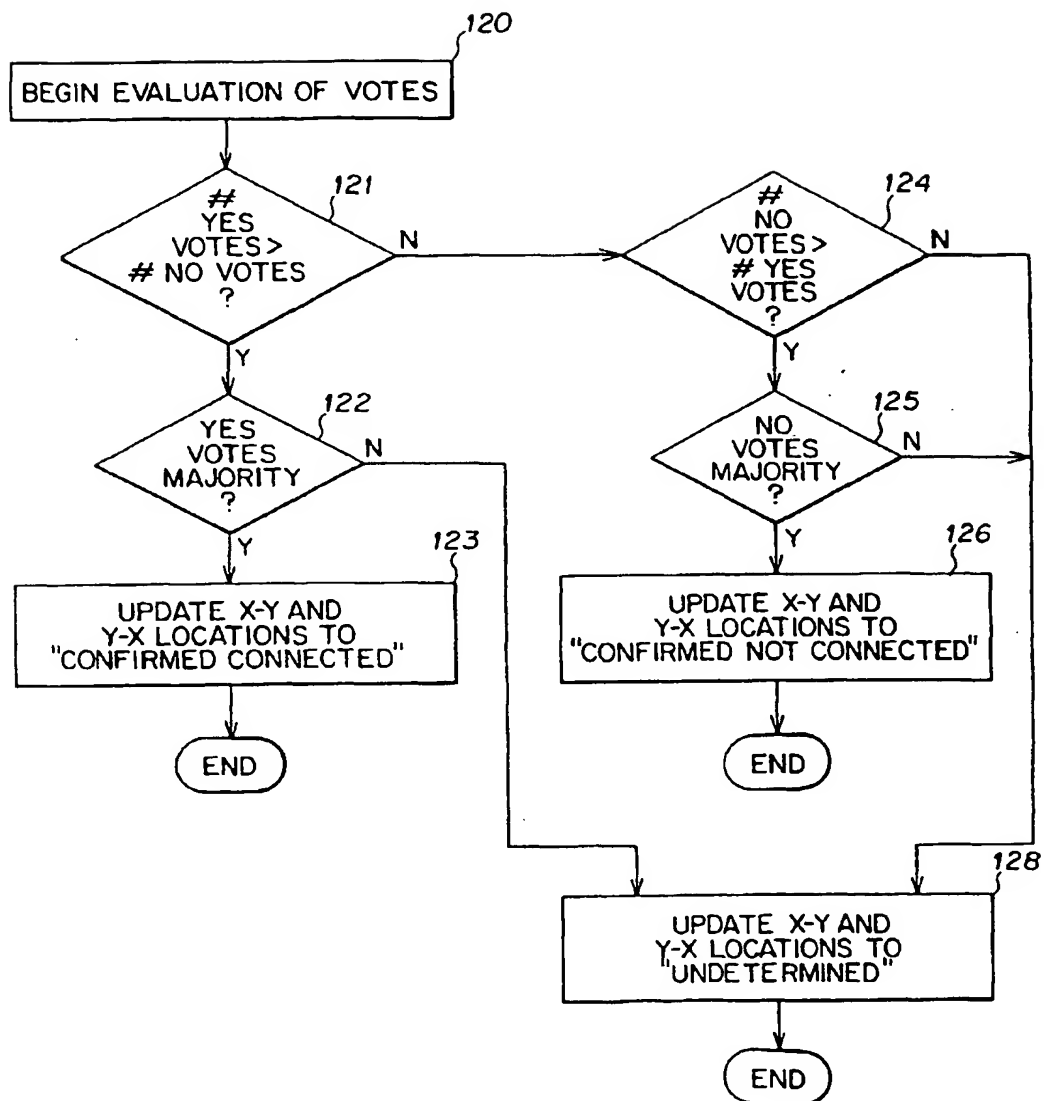 120
BEGIN EVALUATION OF VOTES
121
#
YES
VOTES >
# NO VOTES
?
N
Y
124
#
NO
VOTES >
# YES
VOTES
?
N
Y
122
YES
VOTES
MAJORITY
?
N
Y
125
NO
VOTES
MAJORITY
?
N
Y
123
UPDATE X-Y AND
Y-X LOCATIONS TO
"CONFIRMED CONNECTED"
END
126
UPDATE X-Y AND
Y-X LOCATIONS TO
"CONFIRMED NOT CONNECTED"
END
128
UPDATE X-Y AND
Y-X LOCATIONS TO
"UNDETERMINED"
END